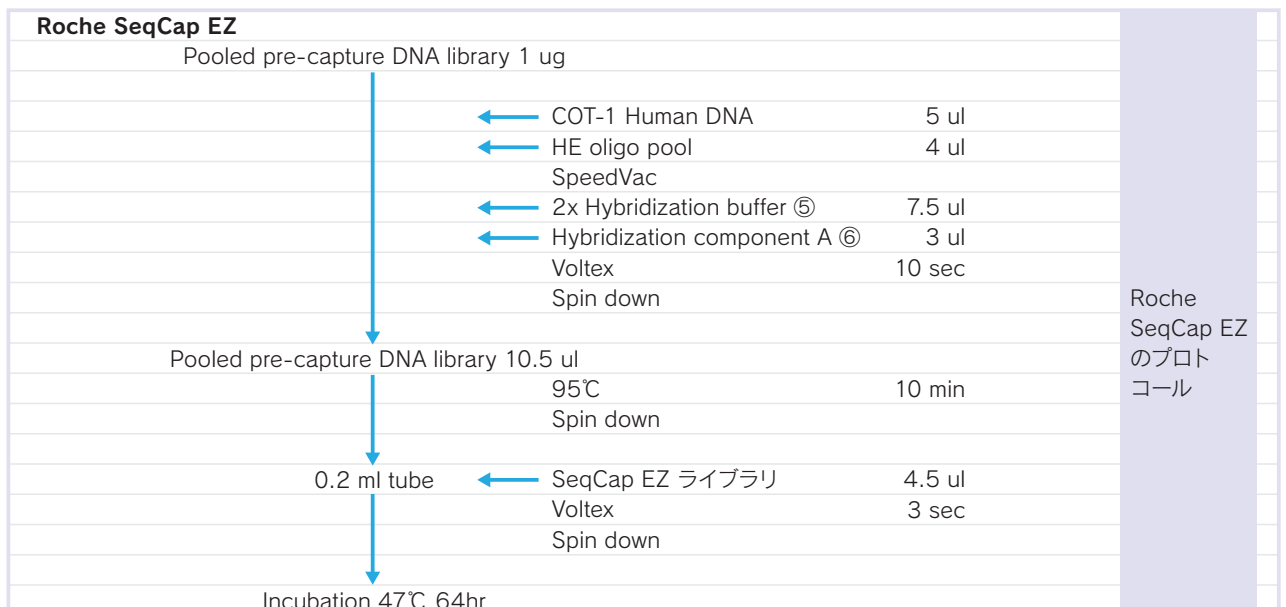 Roche SeqCap EZ
Pooled pre-capture DNA library 1 ug
COT-1 Human DNA 5 ul
HE oligo pool 4 ul
SpeedVac
2x Hybridization buffer ⑤ 7.5 ul
Hybridization component A ⑥ 3 ul
Voltex 10 sec
Spin down
Pooled pre-capture DNA library 10.5 ul
95℃ 10 min
Spin down
0.2 ml tube SeqCap EZ ライブラリ 4.5 ul
Voltex 3 sec
Spin down
Incubation 47℃ 64hr
Roche
SeqCap EZ
のプロト
コール